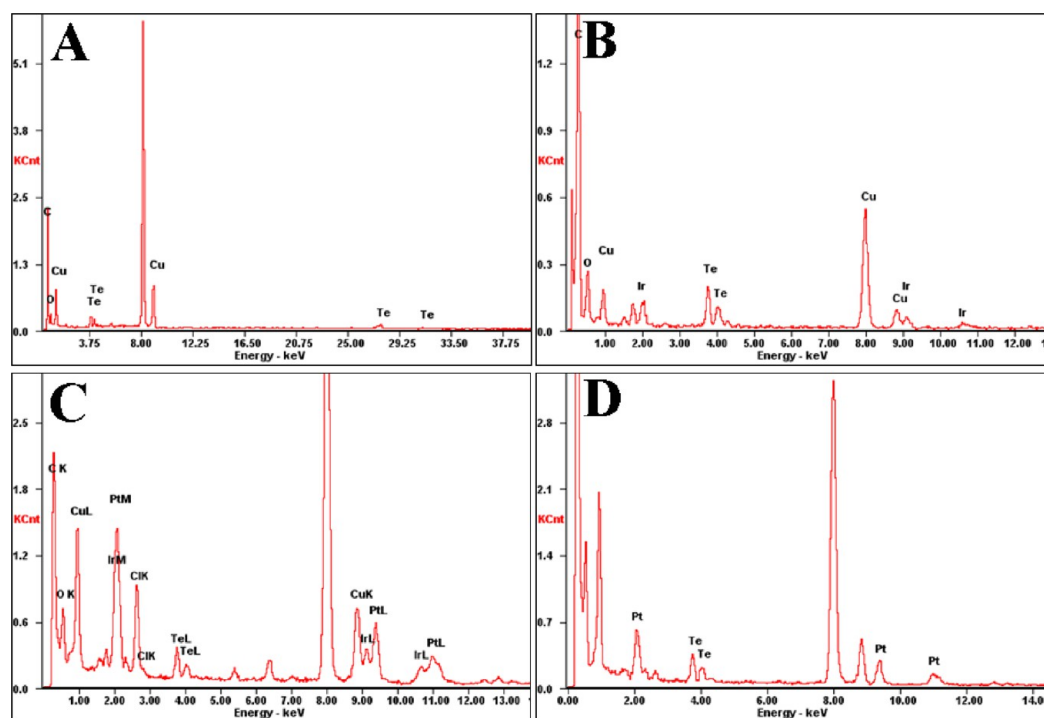 A
5.1
3.8
KCnt
2.5
1.3
0.0
C
O
Cu
Te
Te
Cu
Te
Te
3.75 8.00 12.25 16.50 20.75 25.00 29.25 33.50 37.75
Energy - keV
B
1.2
0.9
KCnt
0.6
0.3
0.0
C
O
Cu
Ir
Te
Te
Cu
Ir
Cu
Ir
1.00 2.00 3.00 4.00 5.00 6.00 7.00 8.00 9.00 10.00 11.00 12.00
Energy - keV
C
2.5
1.8
KCnt
1.2
0.6
0.0
C K
O K
CuL
PtM
IrM
ClK
ClK
TeL
TeL
CuK
IrL
PtL
IrL
PtL
1.00 2.00 3.00 4.00 5.00 6.00 7.00 8.00 9.00 10.00 11.00 12.00 13.00
Energy - keV
D
2.8
2.1
KCnt
1.4
0.7
0.0
Pt
Te
Te
Pt
Pt
0.00 2.00 4.00 6.00 8.00 10.00 12.00 14.00
Energy - keV